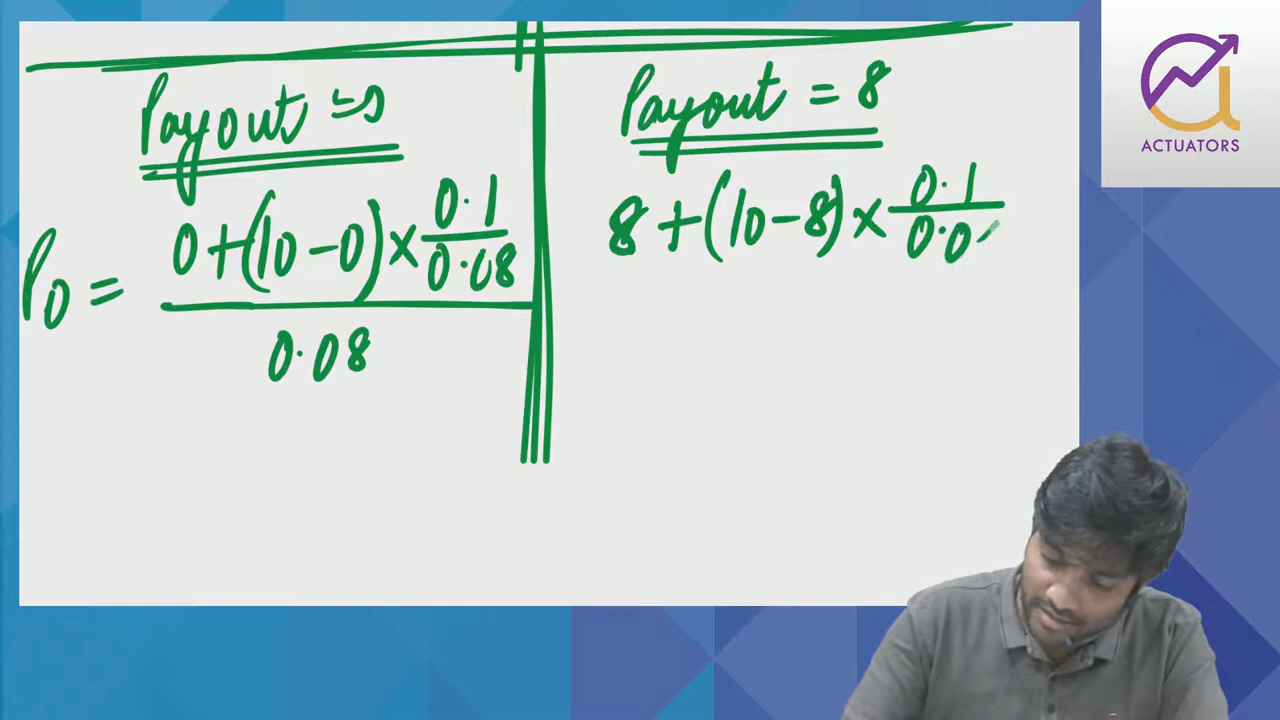 Payout = 0
P0 = 0+(10-0)×0.1/0.08
0.08
Payout = 8
8+(10-8)×0.1/0.0
ACTUATORS